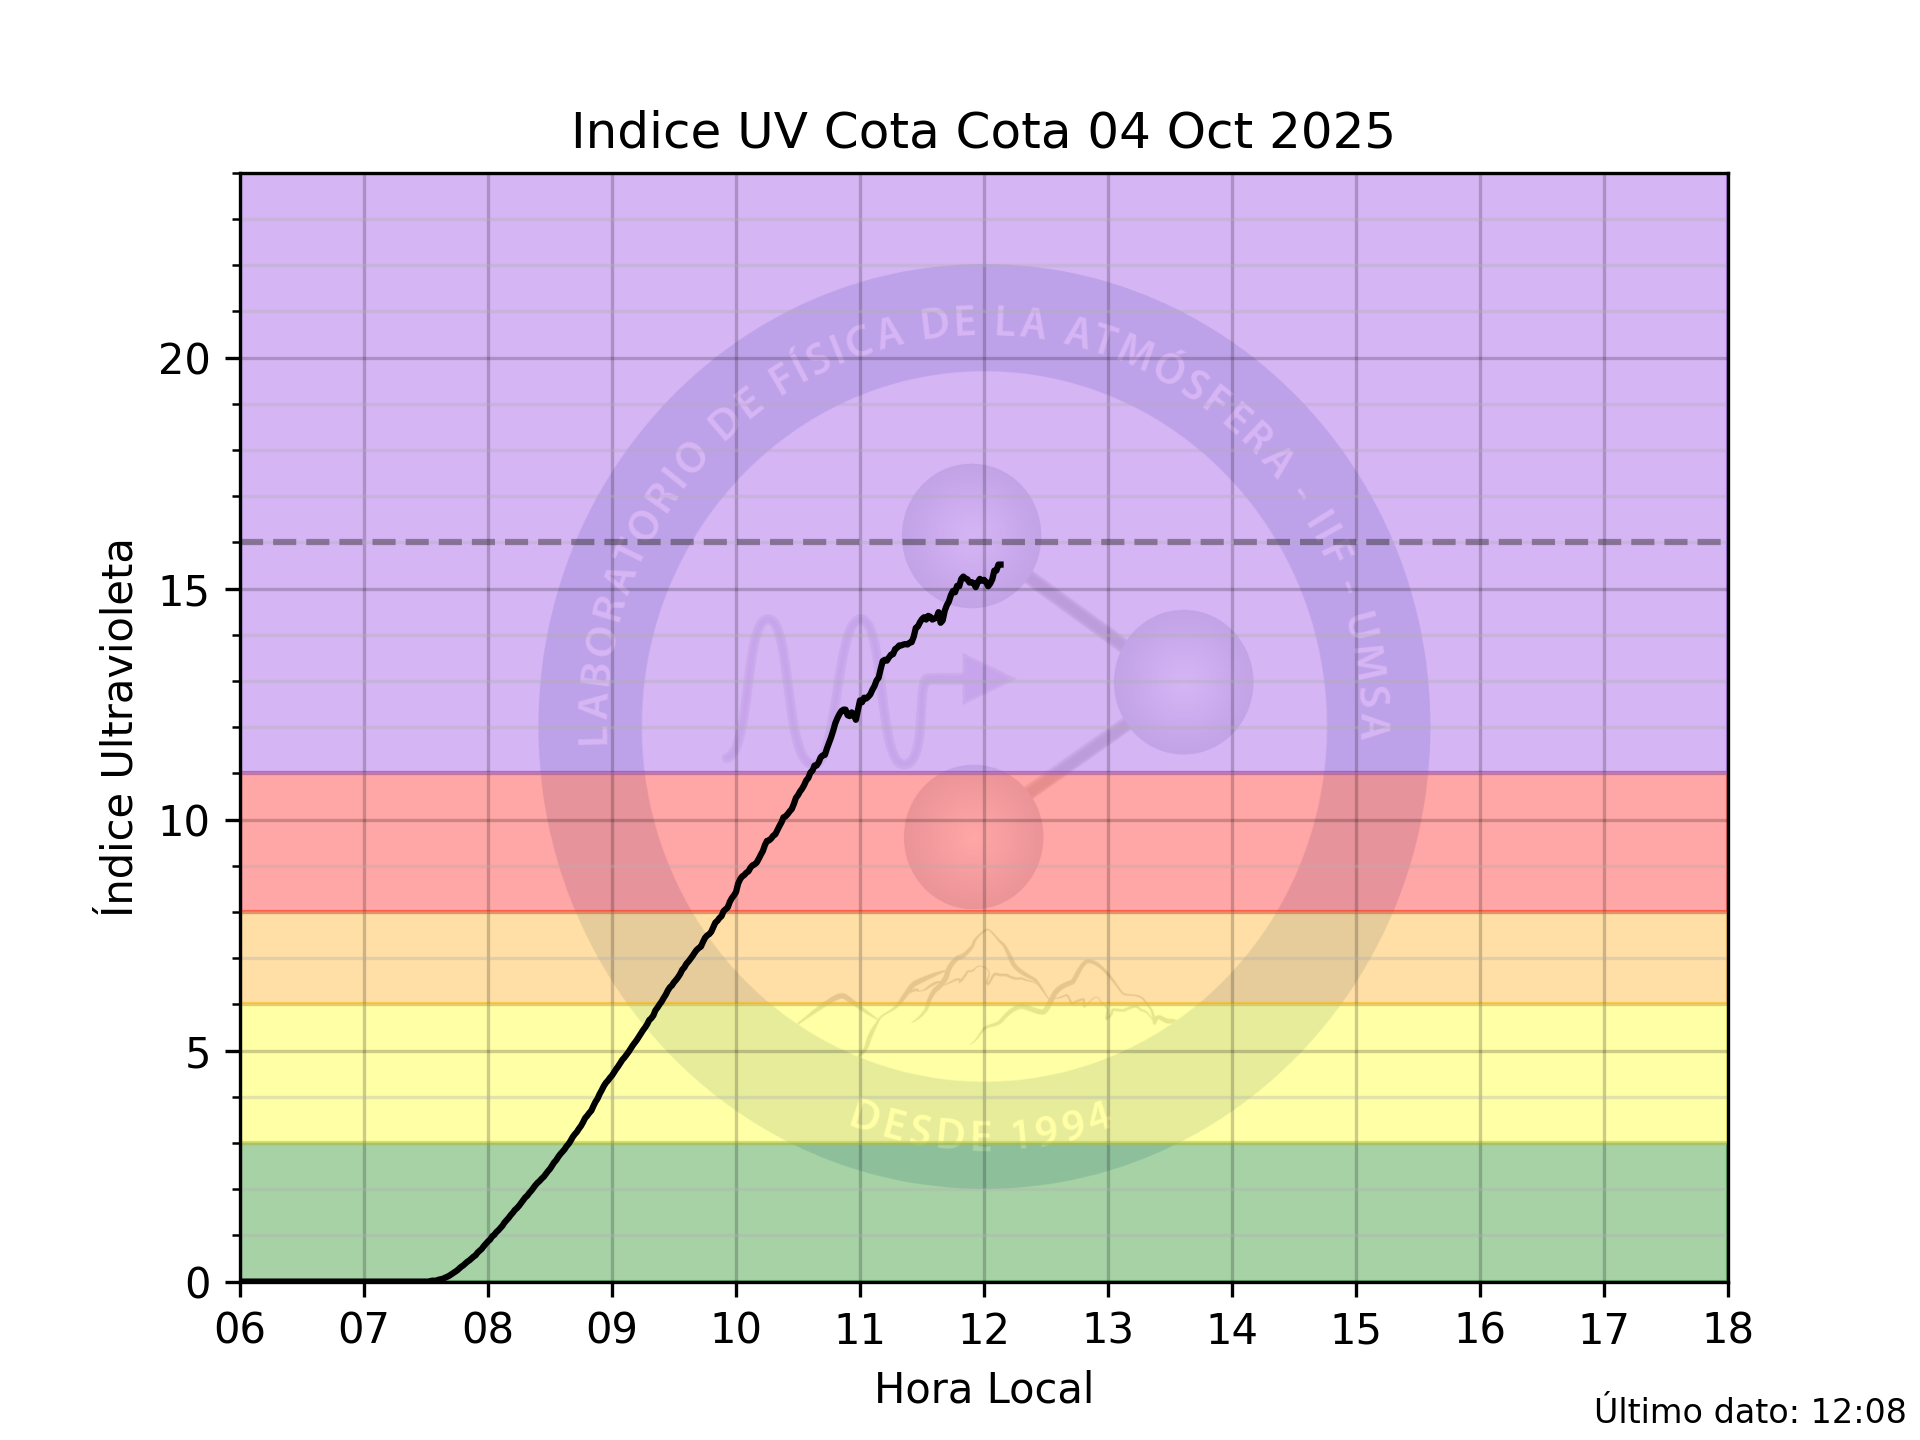 Indice UV Cota Cota 04 Oct 2025
Índice Ultravioleta
20
15
10
5
0
LABORATORIO DE FÍSICA DE LA ATMÓSFERA - IIF - UMSA
DESDE 1994
06 07 08 09 10 11 12 13 14 15 16 17 18
Hora Local
Último dato: 12:08